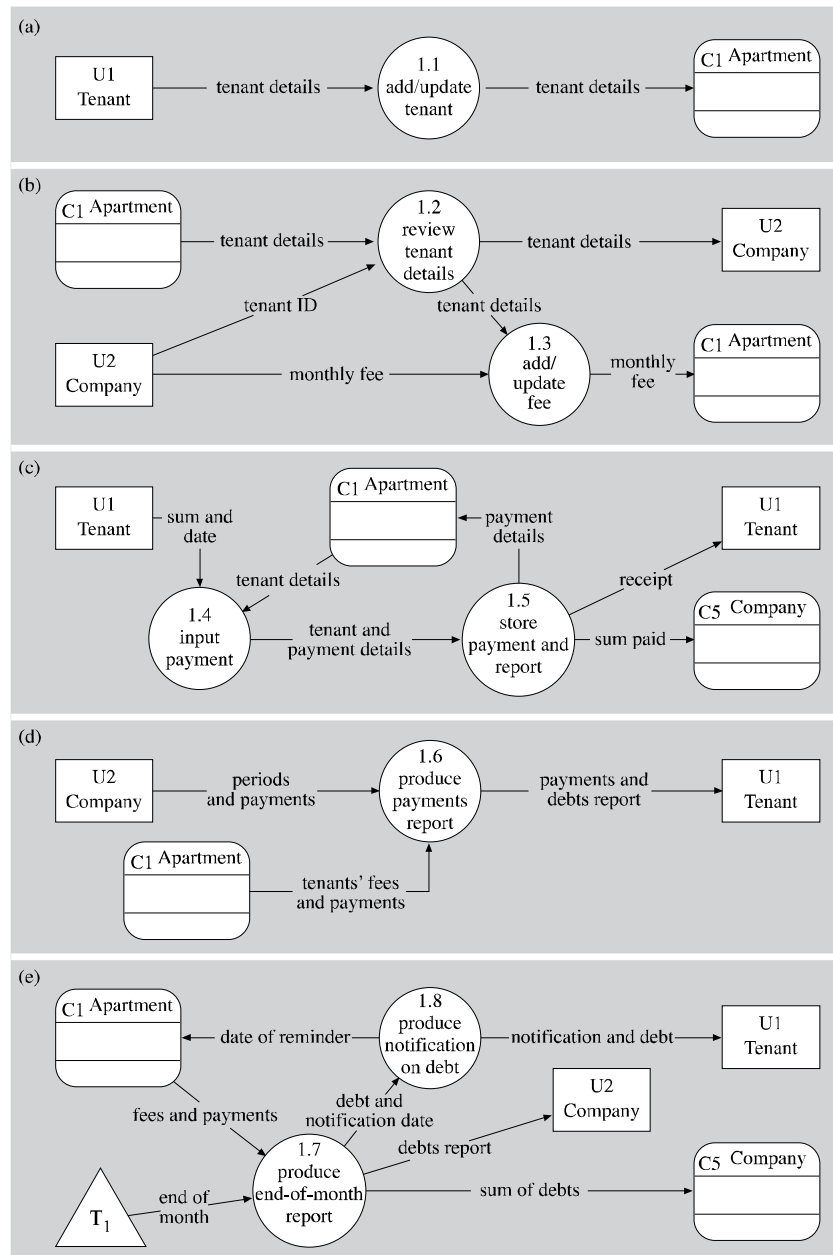 (a)
U1
Tenant
tenant details
1.1
add/update
tenant
tenant details
C1 Apartment
(b)
C1 Apartment
tenant details
1.2
review
tenant
details
tenant details
U2
Company
tenant ID
tenant details
U2
Company
monthly fee
1.3
add/
update
fee
monthly
fee
C1 Apartment
(c)
U1
Tenant
sum and
date
C1 Apartment
payment
details
U1
Tenant
tenant details
receipt
1.4
input
payment
tenant and
payment details
1.5
store
payment and
report
sum paid
C5 Company
(d)
U2
Company
periods
and payments
1.6
produce
payments
report
payments and
debts report
U1
Tenant
C1 Apartment
tenants’ fees
and payments
(e)
C1 Apartment
date of reminder
1.8
produce
notification
on debt
notification and debt
U1
Tenant
fees and payments
debt and
notification date
U2
Company
debts report
T1
end of
month
1.7
produce
end-of-month
report
sum of debts
C5 Company